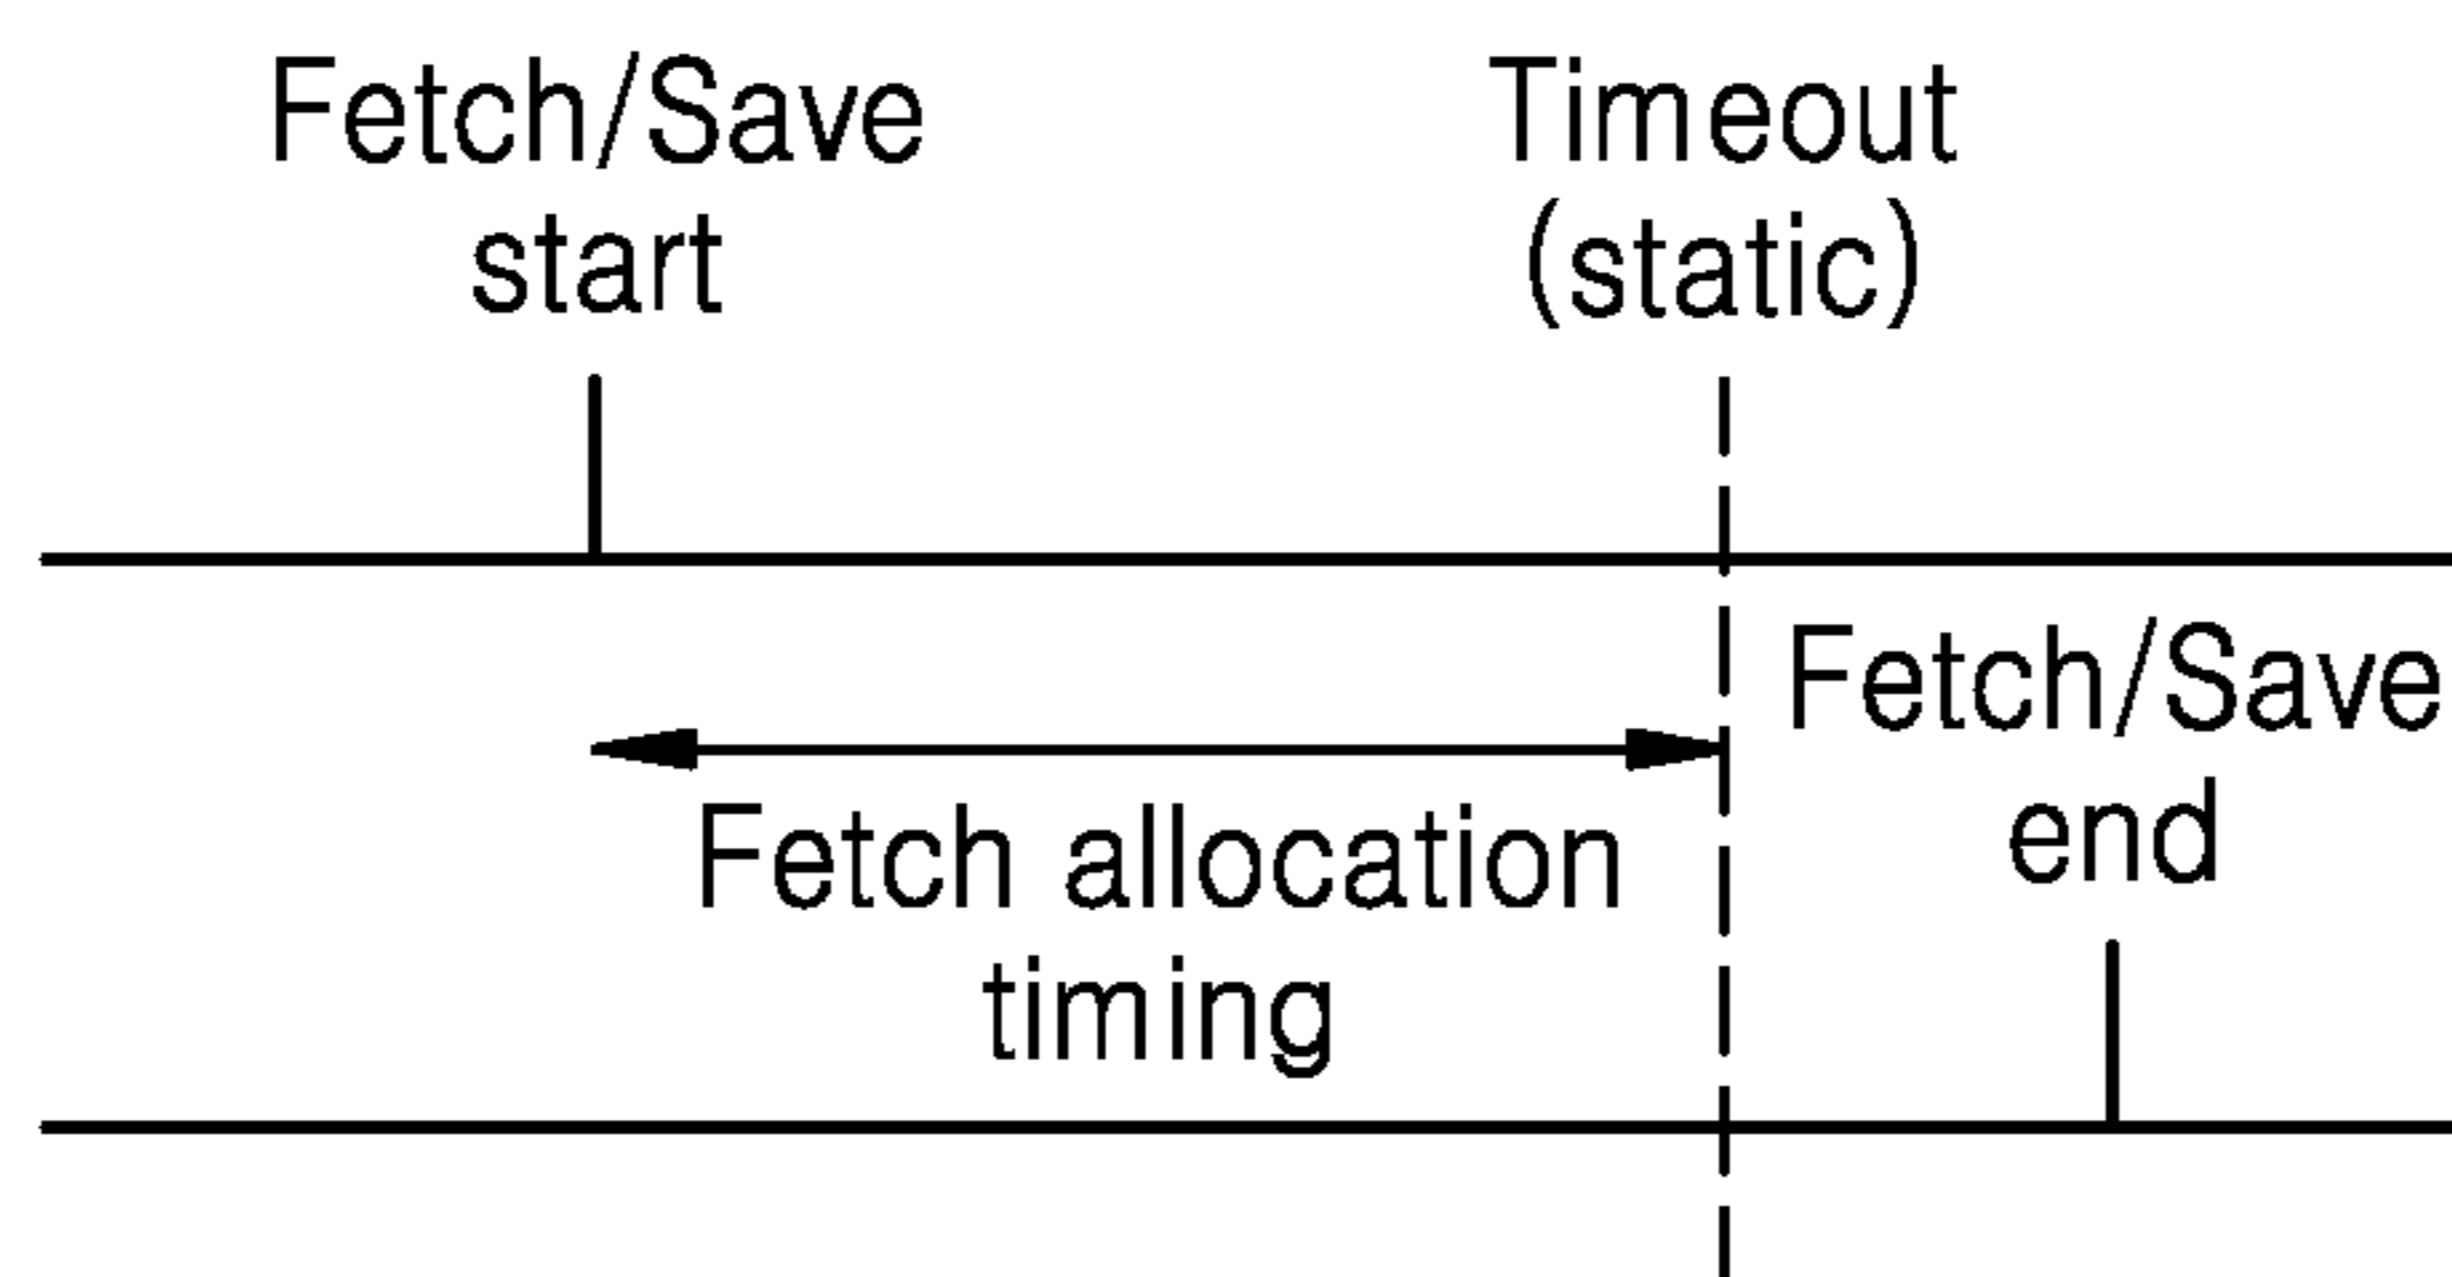 Fetch/Save
start
Timeout
(static)
Fetch/Save
end
Fetch allocation
timing